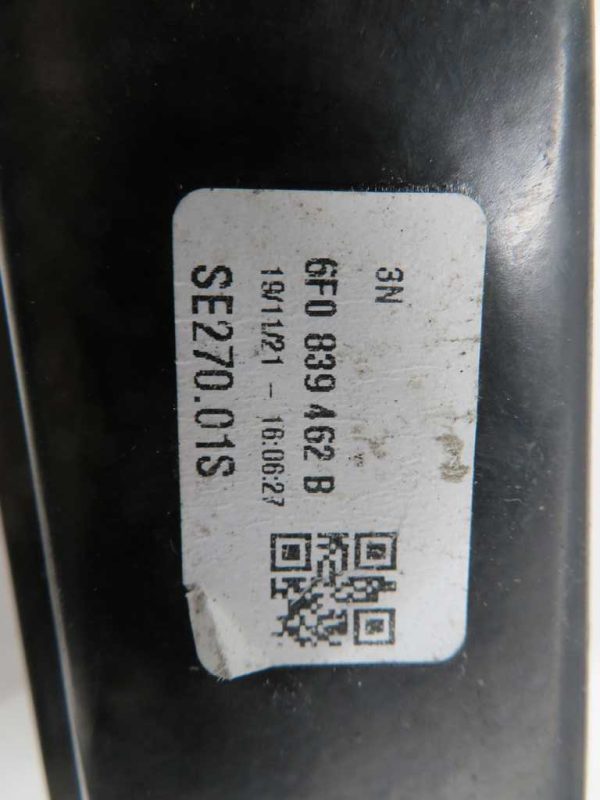 3N
6F0 839 462 B
19/11/21 - 16:06:27
SE270.01S